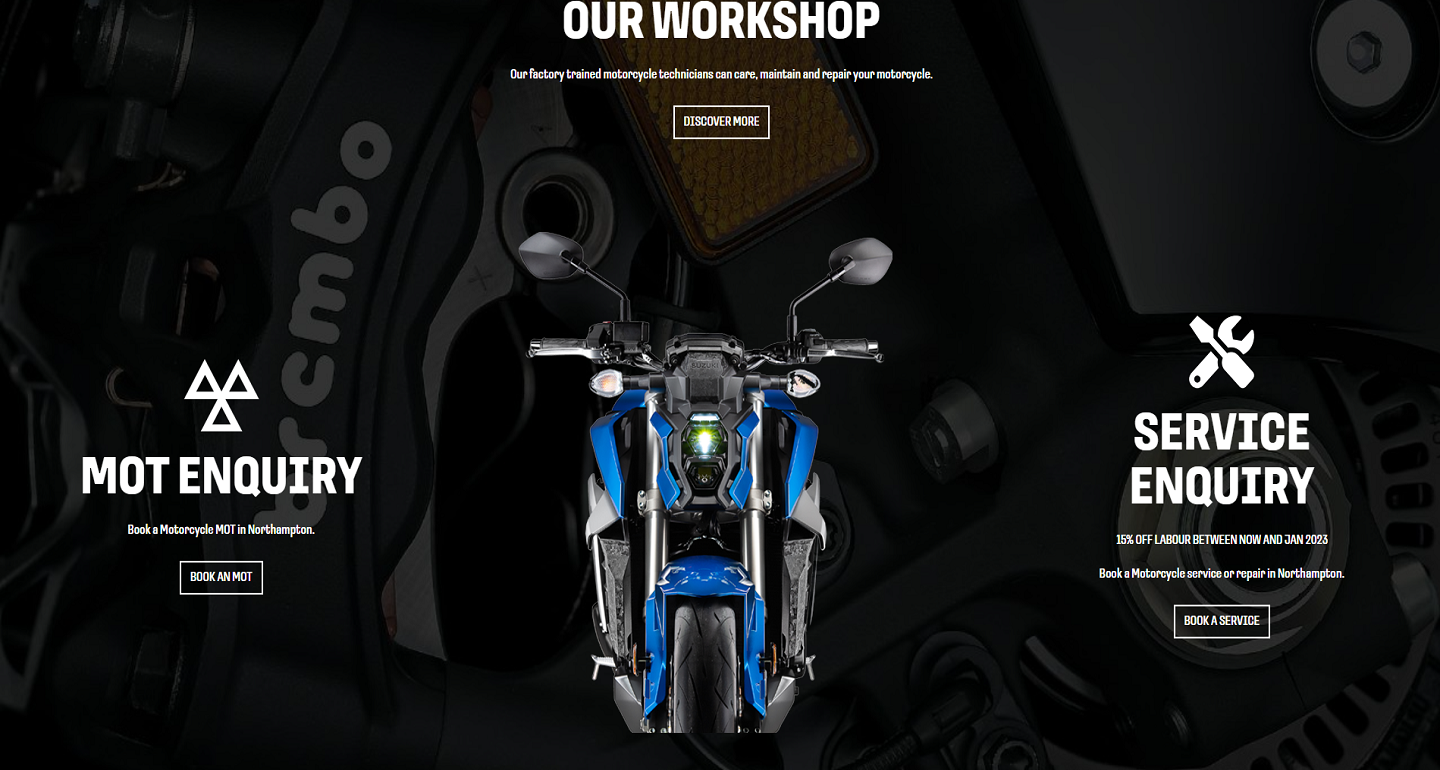 OUR WORKSHOP
Our factory trained motorcycle technicians can care, maintain and repair your motorcycle.
DISCOVER MORE
brembo
SUZUKI
MOT ENQUIRY
Book a Motorcycle MOT in Northampton.
BOOK AN MOT
SERVICE
ENQUIRY
15% OFF LABOUR BETWEEN NOW AND JAN 2023
Book a Motorcycle service or repair in Northampton.
BOOK A SERVICE